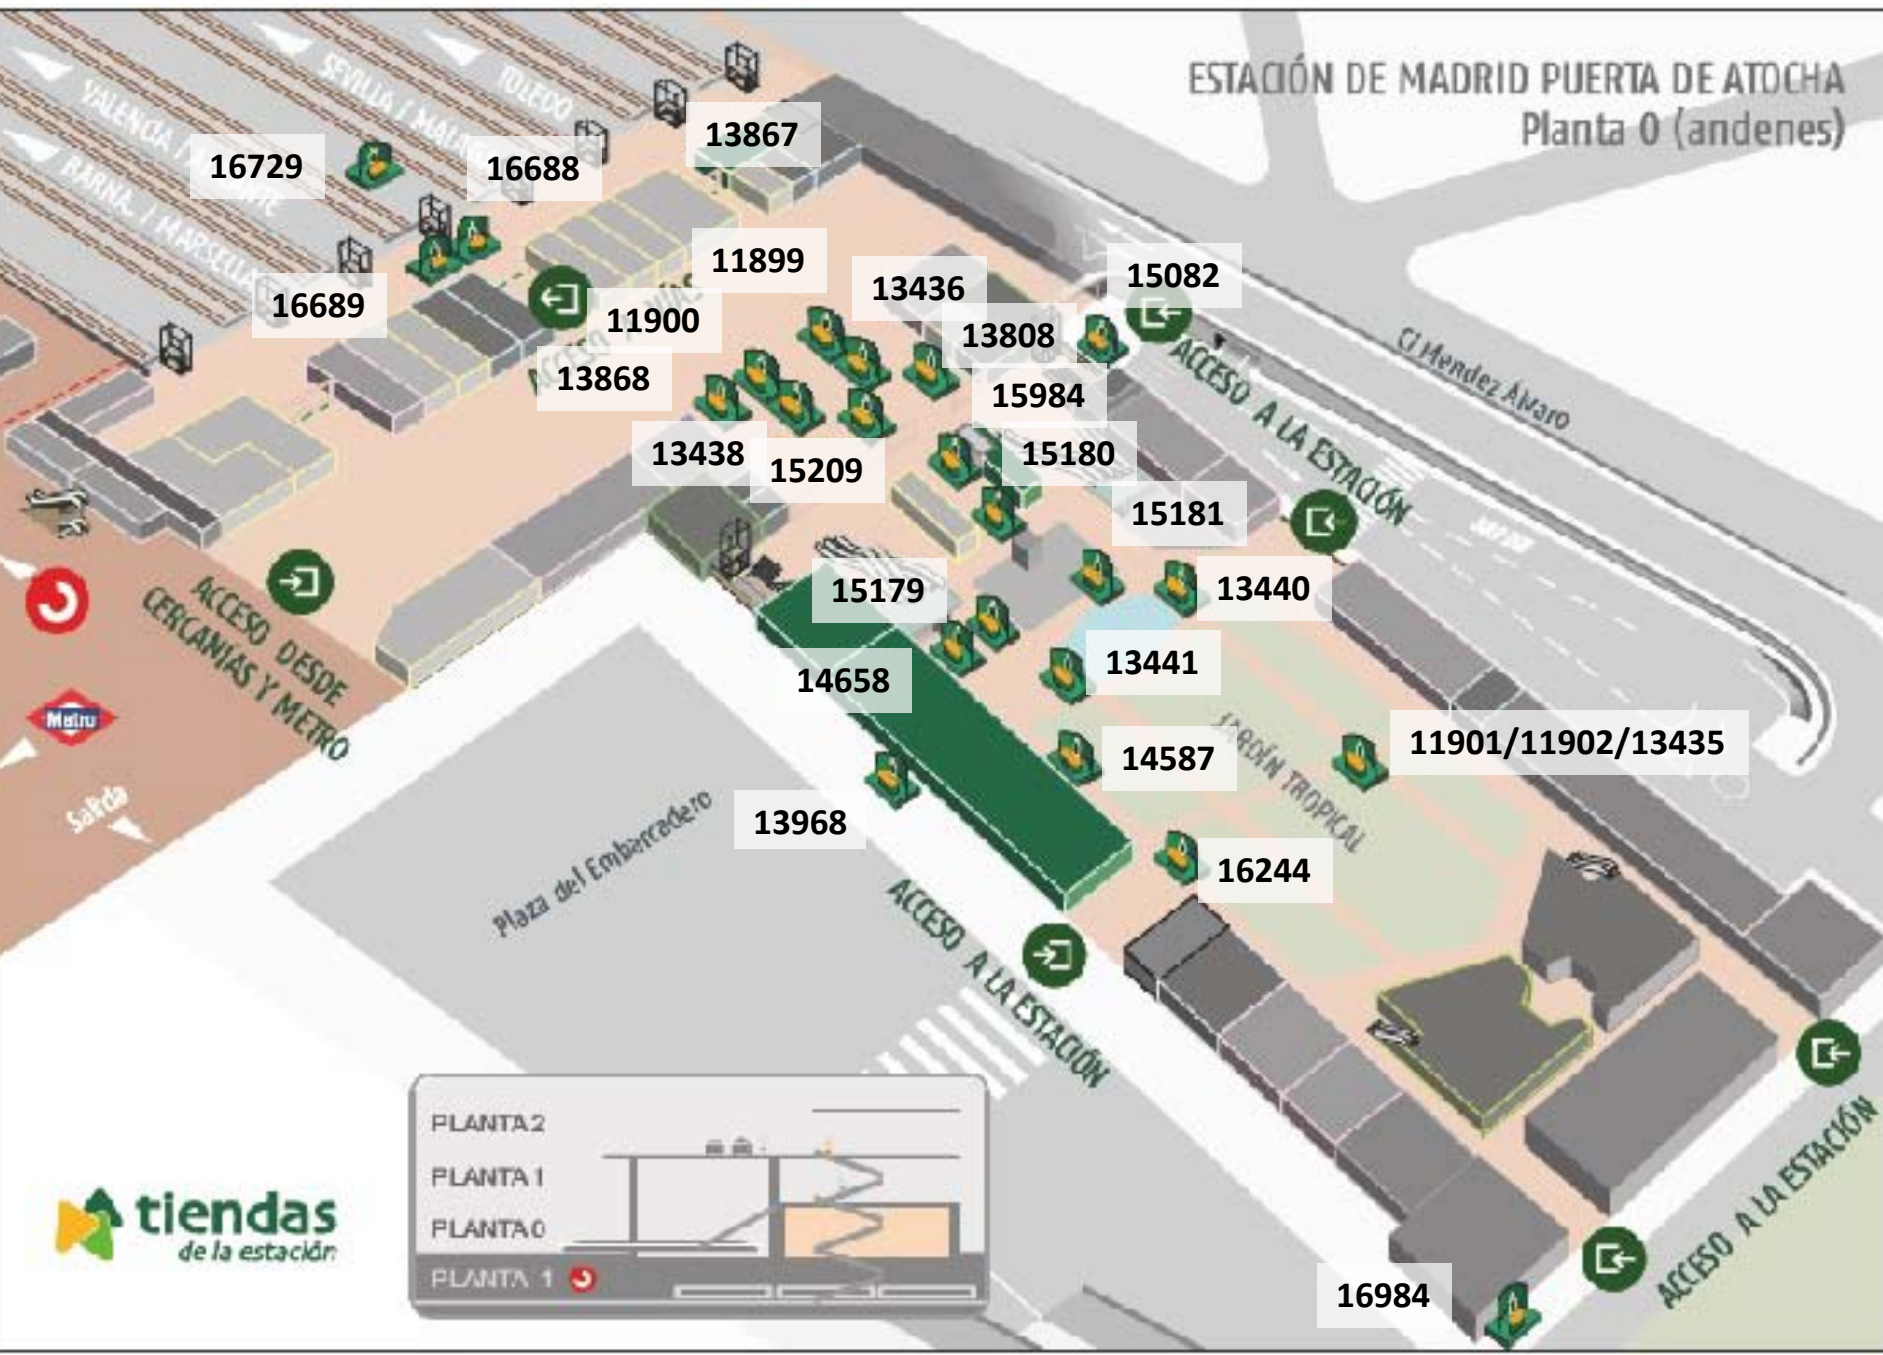 ESTACIÓN DE MADRID PUERTA DE ATOCHA
Planta 0 (andenes)
TOLEDO
SEVILLA /
VALENCIA /
BARNA. / MARSELLA
13867
16729
16688
11899
13436
15082
16689
11900
13808
C/ Mendez Álvaro
13868
15984
ACCESO A LA ESTACIÓN
13438
15209
15180
15181
15179
13440
ACCESO DESDE
CERCANÍAS Y METRO
14658
13441
Metro
Salida
14587
JARDÍN TROPICAL
11901/11902/13435
13968
Plaza del Embarcadero
16244
ACCESO A LA ESTACIÓN
ACCESO A LA ESTACIÓN
PLANTA 2
PLANTA 1
PLANTA 0
PLANTA 1
tiendas
de la estación
16984